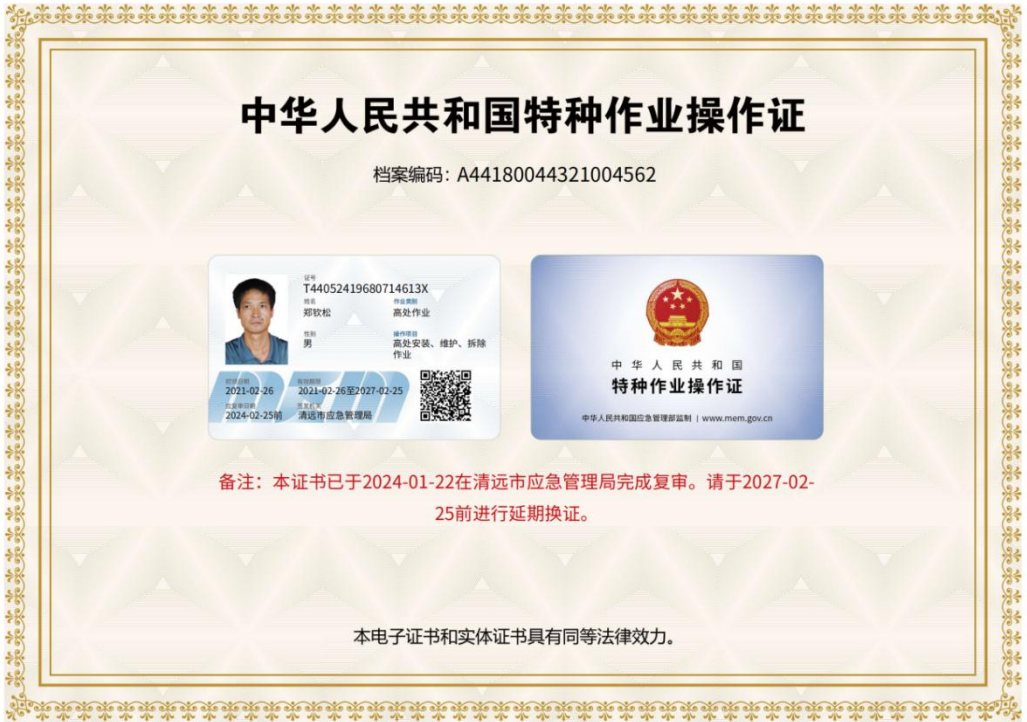 中华人民共和国特种作业操作证
档案编码：A44180044321004562
证号
T44052419680714613X
姓名
作业类别
郑钦松
高处作业
性别
操作项目
男
高处安装、维护、拆除
作业
初领日期
有效期限
2021-02-26
2021-02-26至2027-02-25
应复审日期
签发机关
2024-02-25前
清远市应急管理局
中华人民共和国
特种作业操作证
中华人民共和国应急管理部监制 | www.mem.gov.cn
备注：本证书已于2024-01-22在清远市应急管理局完成复审。请于2027-02-
25前进行延期换证。
本电子证书和实体证书具有同等法律效力。